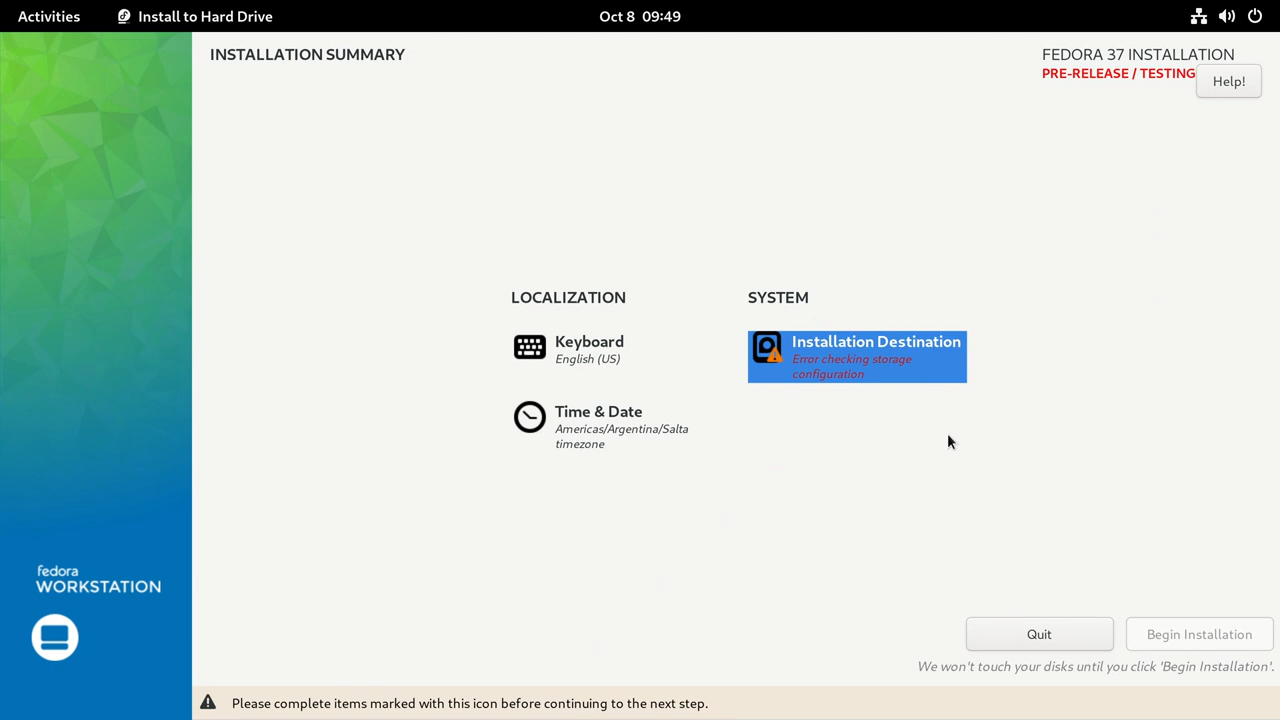 Activities
Install to Hard Drive
Oct 8 09:49
INSTALLATION SUMMARY
FEDORA 37 INSTALLATION
PRE-RELEASE / TESTING
Help!
LOCALIZATION
Keyboard
English (US)
Time & Date
Americas/Argentina/Salta
timezone
SYSTEM
Installation Destination
Error checking storage
configuration
fedora
WORKSTATION
Quit
Begin Installation
We won't touch your disks until you click 'Begin Installation'.
Please complete items marked with this icon before continuing to the next step.